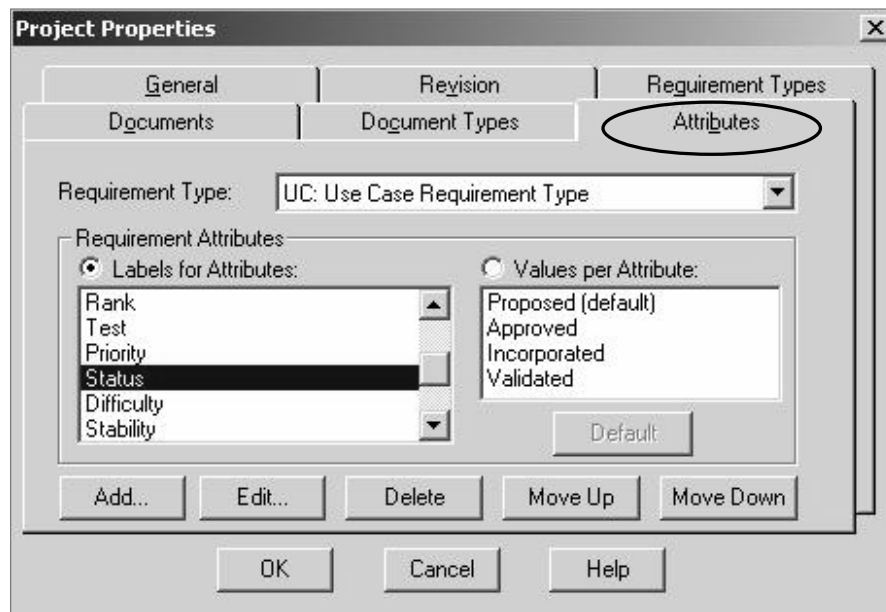 Project Properties
General Revision Requirement Types
Documents Document Types Attributes
Requirement Type: UC: Use Case Requirement Type
Requirement Attributes
Labels for Attributes: Values per Attribute:
Rank
Test
Priority
Status
Difficulty
Stability
Proposed (default)
Approved
Incorporated
Validated
Default
Add... Edit... Delete Move Up Move Down
OK Cancel Help